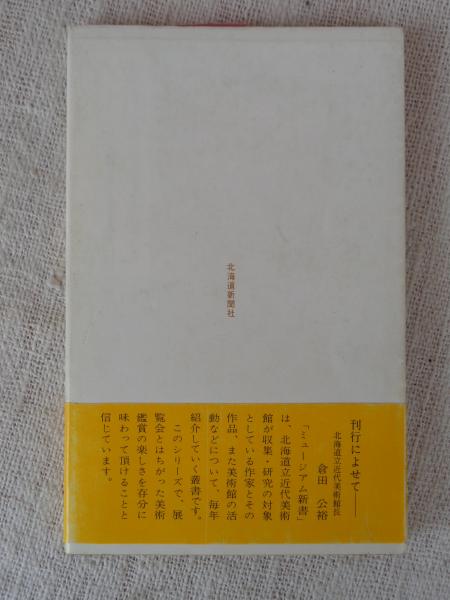 北海道新聞社
刊行によせて――
北海道立近代美術館長
倉田　公裕
「ミュージアム新書」
は、北海道立近代美術
館が収集・研究の対象
としている作家とその
作品、また美術館の活
動などについて、毎年
紹介していく叢書です。
このシリーズで、展
覧会とはちがった美術
鑑賞の楽しさを存分に
味わって頂けることと
信じています。